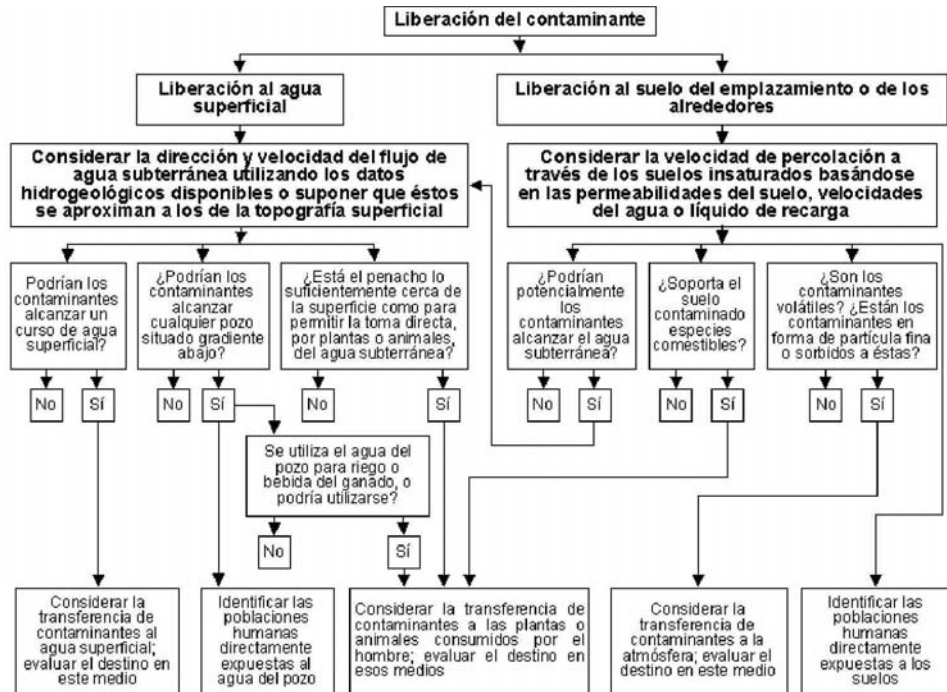 Liberación del contaminante
Liberación al agua
superficial
Liberación al suelo del emplazamiento o de los
alrededores
Considerar la dirección y velocidad del flujo de
agua subterránea utilizando los datos
hidrogeológicos disponibles o suponer que éstos
se aproximan a los de la topografía superficial
Considerar la velocidad de percolación a
través de los suelos insaturados basándose
en las permeabilidades del suelo, velocidades
del agua o líquido de recarga
Podrían los
contaminantes
alcanzar un
curso de agua
superficial?
¿Podrían los
contaminantes
alcanzar
cualquier pozo
situado gradiente
abajo?
¿Está el penacho lo
suficientemente cerca de
la superficie como para
permitir la toma directa,
por plantas o animales,
del agua subterránea?
¿Podrían
potencialmente
los
contaminantes
alcanzar el agua
subterránea?
¿Soporta el
suelo
contaminado
especies
comestibles?
¿Son los
contaminantes
volátiles? ¿Están los
contaminantes en
forma de partícula fina
o sorbidos a éstas?
No
Sí
No
Sí
No
Sí
No
Sí
No
Sí
No
Sí
Se utiliza el agua del
pozo para riego o
bebida del ganado, o
podría utilizarse?
No
Sí
Considerar la
transferencia de
contaminantes al
agua superficial;
evaluar el destino en
este medio
Identificar las
poblaciones
humanas
directamente
expuestas al
agua del pozo
Considerar la transferencia de
contaminantes a las plantas o
animales consumidos por el
hombre; evaluar el destino en
esos medios
Considerar la
transferencia de
contaminantes a la
atmósfera; evaluar el
destino en este medio
Identificar las
poblaciones
humanas
directamente
expuestas a los
suelos